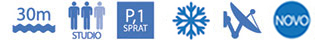 30m
STUDIO
P,1
SPRAT
NOVO